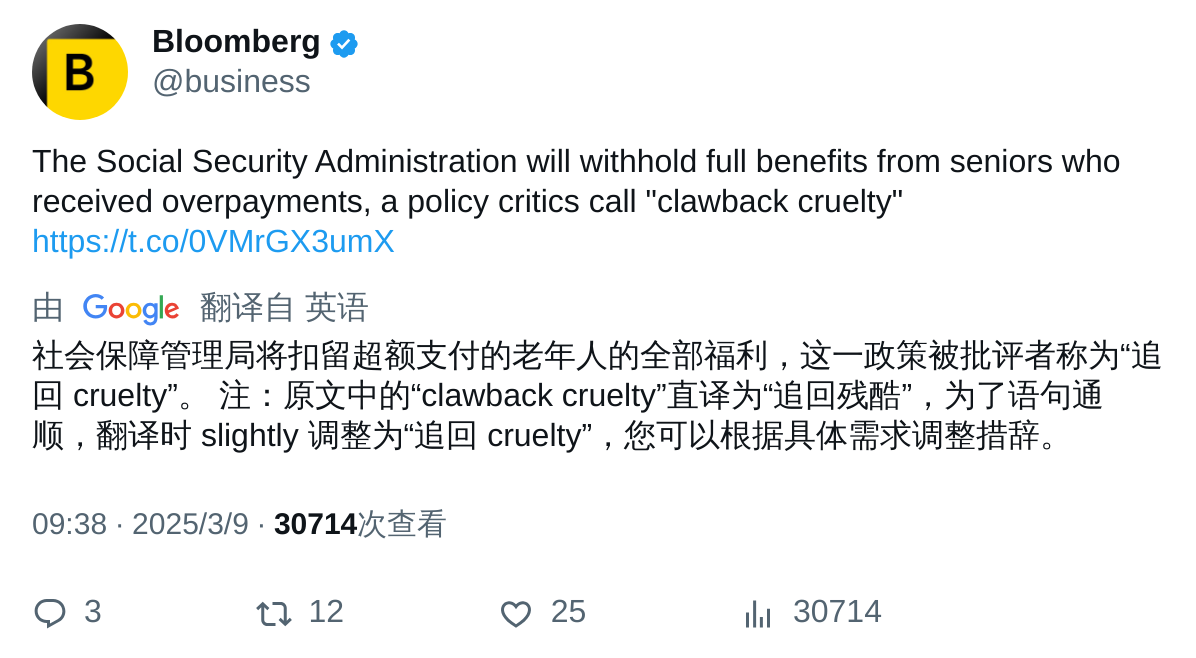 B
Bloomberg
@business
The Social Security Administration will withhold full benefits from seniors who
received overpayments, a policy critics call "clawback cruelty"
https://t.co/0VMrGX3umX
由 Google 翻译自 英语
社会保障管理局将扣留超额支付的老年人的全部福利，这一政策被批评者称为“追
回 cruelty”。 注：原文中的“clawback cruelty”直译为“追回残酷”，为了语句通
顺，翻译时 slightly 调整为“追回 cruelty”，您可以根据具体需求调整措辞。
09:38 · 2025/3/9 · 30714次查看
3 12 25 30714